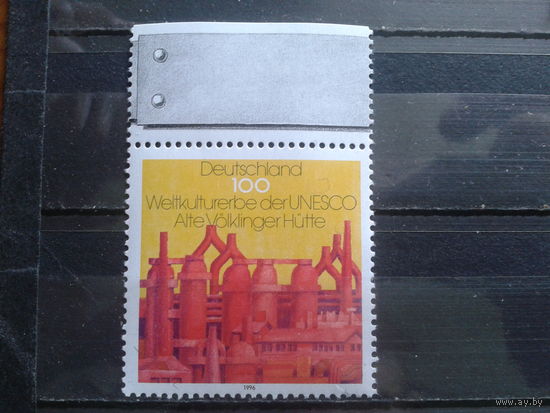 Deutschland
100
Weltkulturerbe der UNESCO
Alte Völklinger Hütte
1996
www.ay.by